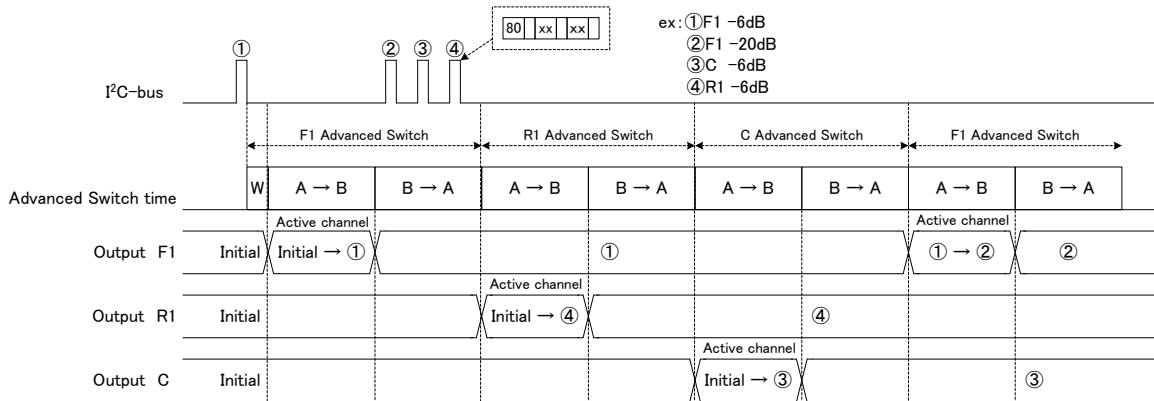 80 xx xx
ex: ①F1 -6dB
②F1 -20dB
③C -6dB
④R1 -6dB
① ② ③ ④
I²C-bus
F1 Advanced Switch R1 Advanced Switch C Advanced Switch F1 Advanced Switch
Advanced Switch time W A → B B → A A → B B → A A → B B → A A → B B → A
Active channel Active channel
Output F1 Initial Initial → ① ① ① → ② ②
Active channel
Output R1 Initial Initial → ④ ④
Active channel
Output C Initial Initial → ③ ③